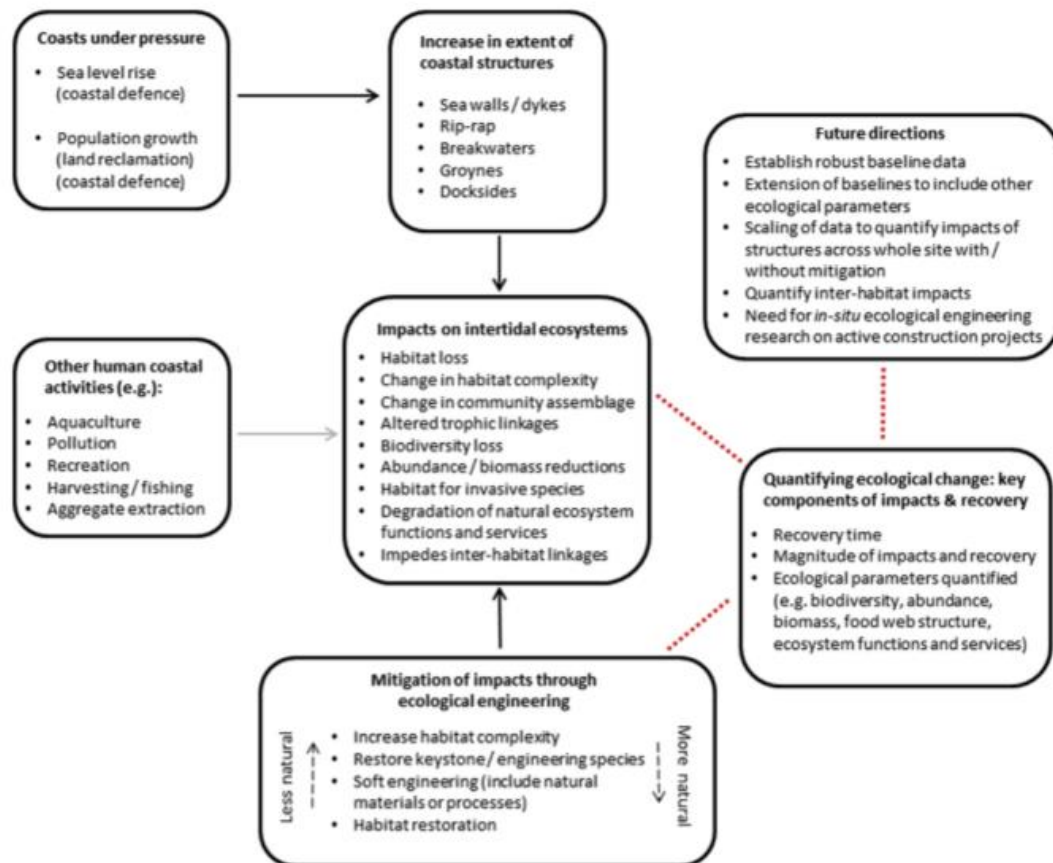 Coasts under pressure
• Sea level rise
(coastal defence)
• Population growth
(land reclamation)
(coastal defence)
Increase in extent of
coastal structures
• Sea walls / dykes
• Rip-rap
• Breakwaters
• Groynes
• Docksides
Future directions
• Establish robust baseline data
• Extension of baselines to include other
ecological parameters
• Scaling of data to quantify impacts of
structures across whole site with /
without mitigation
• Quantify inter-habitat impacts
• Need for in-situ ecological engineering
research on active construction projects
Other human coastal
activities (e.g.):
• Aquaculture
• Pollution
• Recreation
• Harvesting / fishing
• Aggregate extraction
Impacts on intertidal ecosystems
• Habitat loss
• Change in habitat complexity
• Change in community assemblage
• Altered trophic linkages
• Biodiversity loss
• Abundance / biomass reductions
• Habitat for invasive species
• Degradation of natural ecosystem
functions and services
• Impedes inter-habitat linkages
Quantifying ecological change: key
components of impacts & recovery
• Recovery time
• Magnitude of impacts and recovery
• Ecological parameters quantified
(e.g. biodiversity, abundance,
biomass, food web structure,
ecosystem functions and services)
Mitigation of impacts through
ecological engineering
Less natural
• Increase habitat complexity
• Restore keystone / engineering species
• Soft engineering (include natural
materials or processes)
• Habitat restoration
More natural